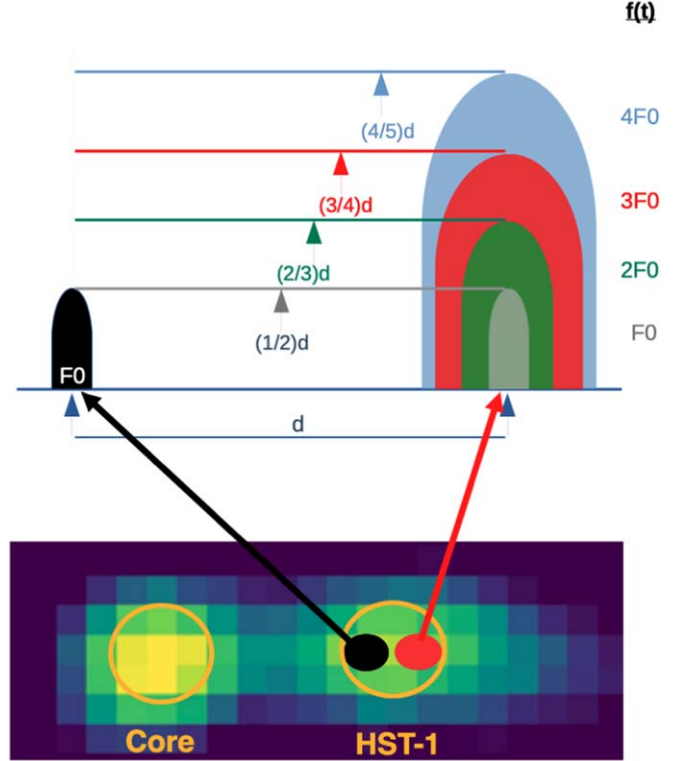 f(t)
4F0
(4/5)d
3F0
(3/4)d
2F0
(2/3)d
F0
(1/2)d
F0
d
Core
HST-1